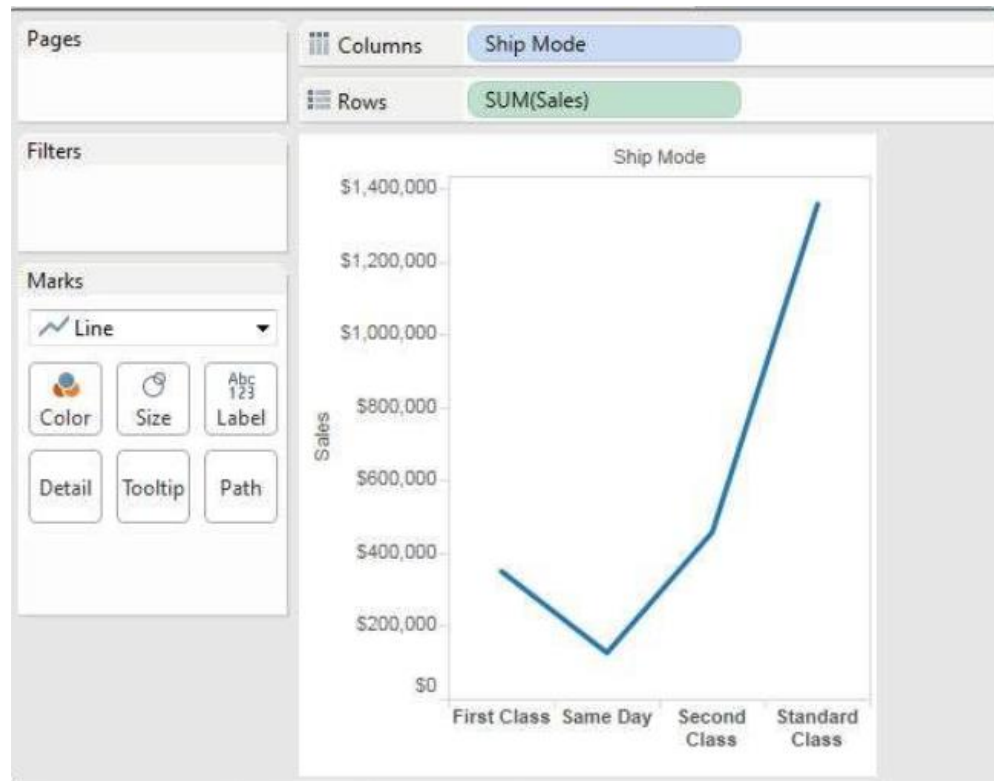 Pages
Columns
Ship Mode
Rows
SUM(Sales)
Filters
Marks
Line
Color
Size
Abc
123
Label
Detail
Tooltip
Path
Ship Mode
$1,400,000
$1,200,000
$1,000,000
$800,000
$600,000
$400,000
$200,000
$0
Sales
First Class
Same Day
Second
Class
Standard
Class